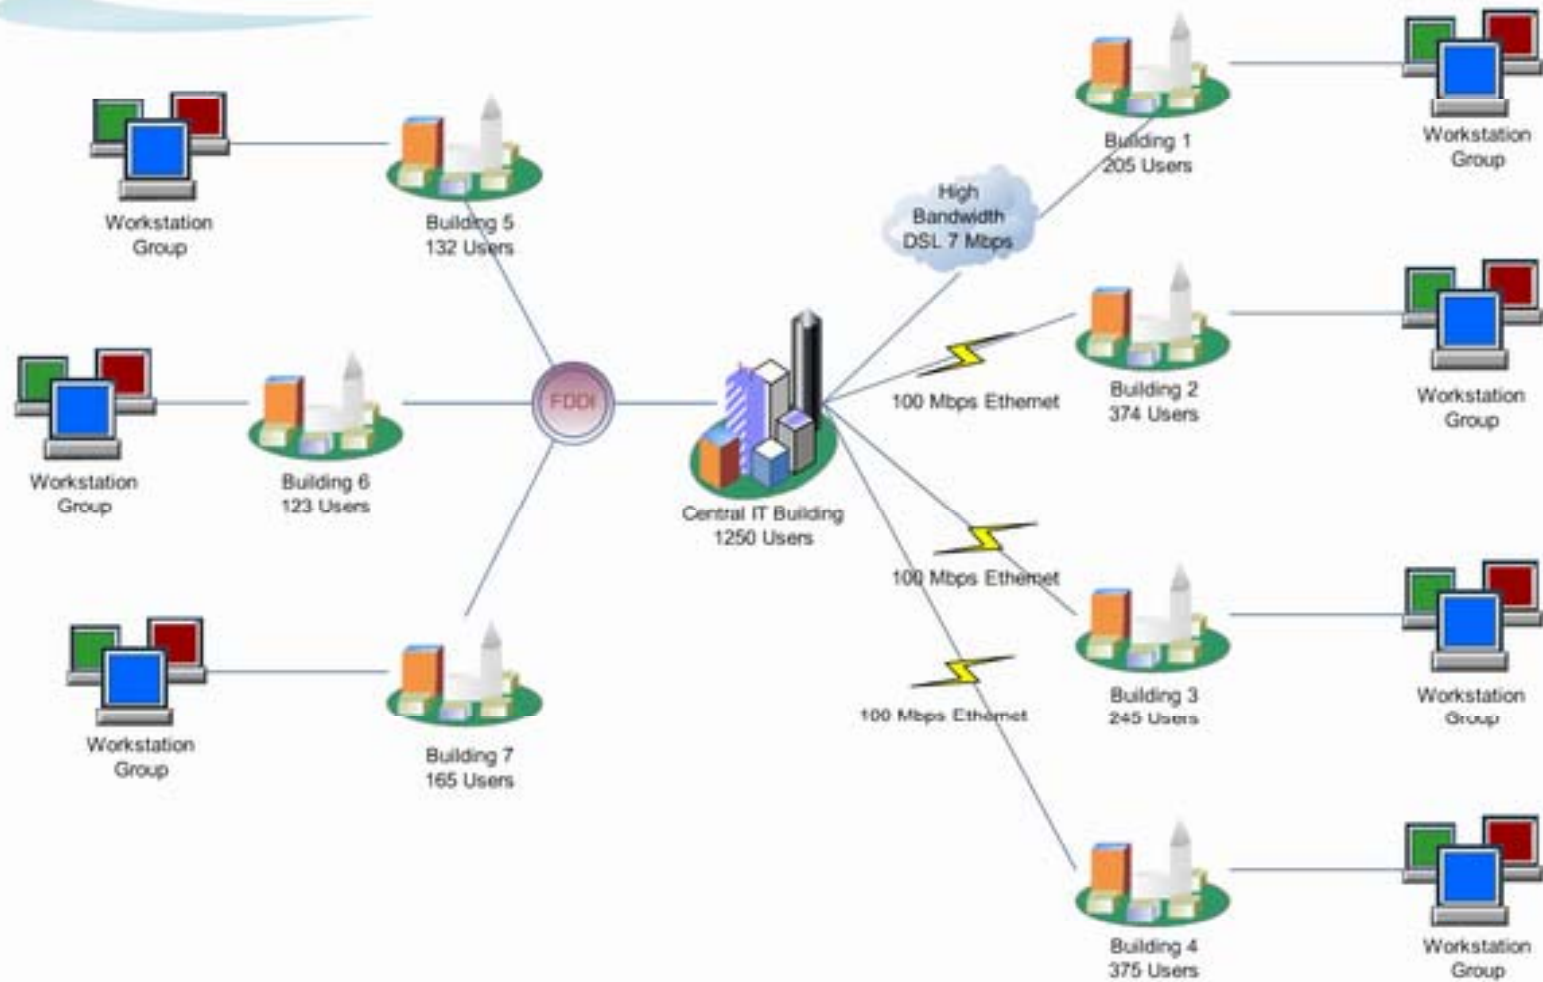 Building 1
205 Users
Workstation
Group
Workstation
Group
Building 5
132 Users
High
Bandwidth
DSL 7 Mbps
100 Mbps Ethernet
Building 2
374 Users
Workstation
Group
FDDI
Workstation
Group
Building 6
123 Users
Central IT Building
1250 Users
100 Mbps Ethernet
Building 3
245 Users
Workstation
Group
100 Mbps Ethernet
Workstation
Group
Building 7
165 Users
Building 4
375 Users
Workstation
Group